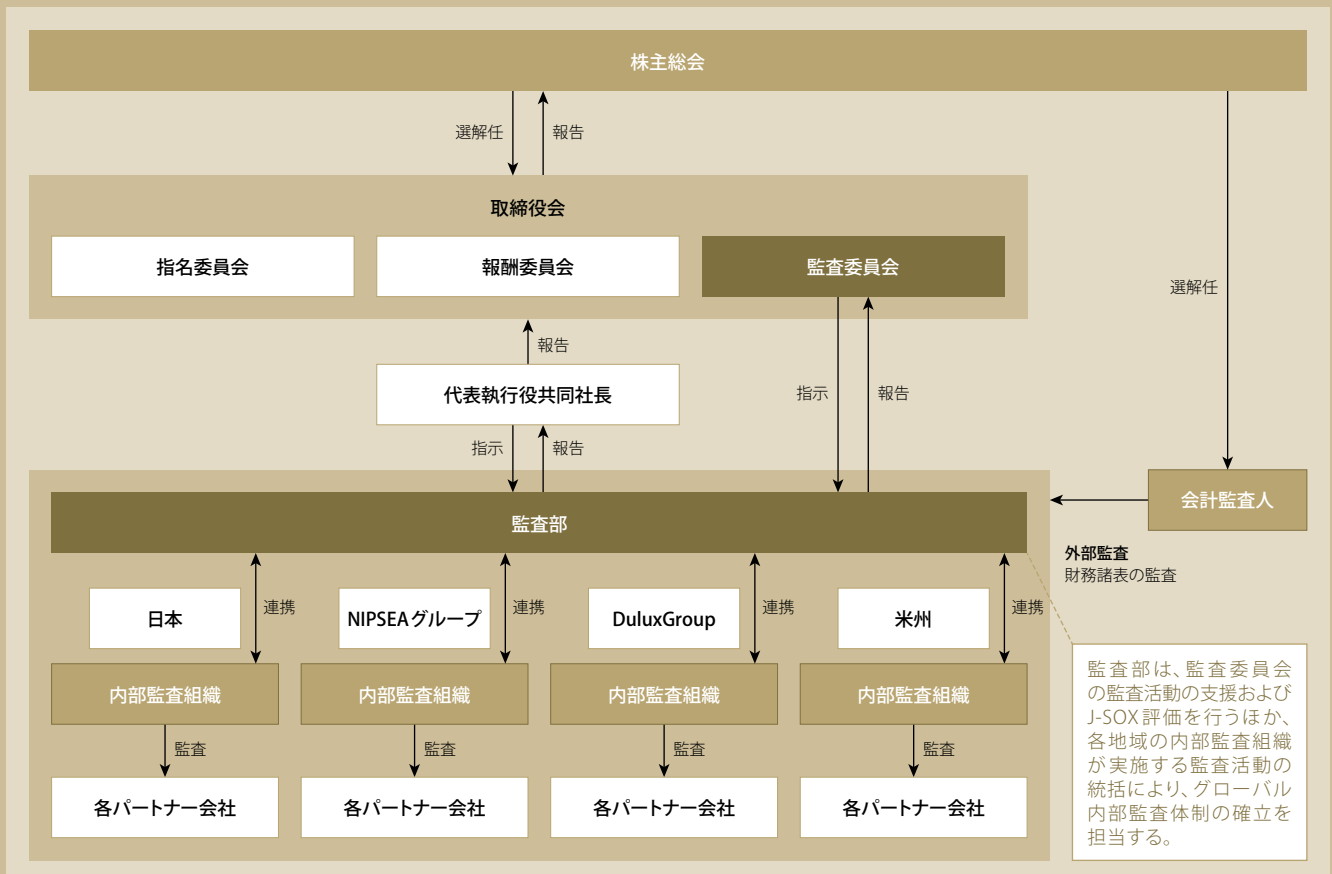 株主総会
選解任
報告
取締役会
指名委員会
報酬委員会
監査委員会
選解任
報告
代表執行役共同社長
指示
報告
指示
報告
監査部
会計監査人
外部監査
財務諸表の監査
連携
連携
連携
連携
日本
NIPSEAグループ
DuluxGroup
米州
内部監査組織
内部監査組織
内部監査組織
内部監査組織
監査
監査
監査
監査
各パートナー会社
各パートナー会社
各パートナー会社
各パートナー会社
監査部は、監査委員会
の監査活動の支援および
J-SOX評価を行うほか、
各地域の内部監査組織
が実施する監査活動の
統括により、グローバル
内部監査体制の確立を
担当する。